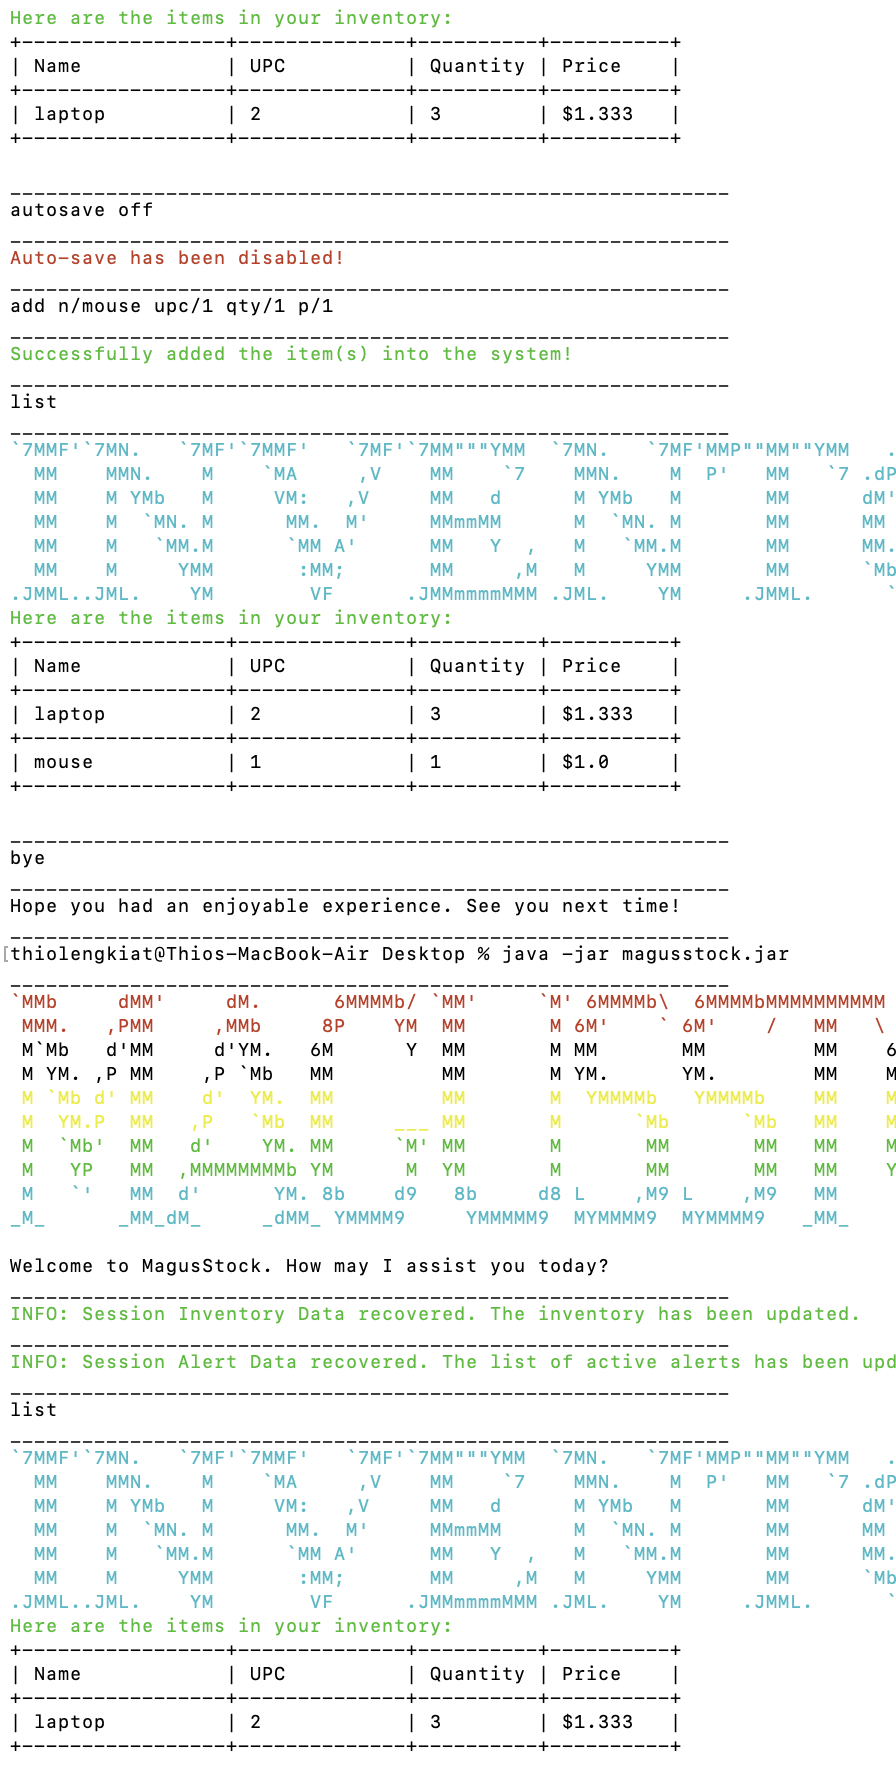 Here are the items in your inventory:
+-----------------+--------------+----------+----------+
| Name            | UPC          | Quantity | Price    |
+-----------------+--------------+----------+----------+
| laptop          | 2            | 3        | $1.333   |
+-----------------+--------------+----------+----------+
____________________________________________________________
autosave off
____________________________________________________________
Auto-save has been disabled!
____________________________________________________________
add n/mouse upc/1 qty/1 p/1
____________________________________________________________
Successfully added the item(s) into the system!
____________________________________________________________
list
____________________________________________________________
`7MMF'`7MN.   `7MF'`7MMF'   `7MF'`7MM"""YMM  `7MN.   `7MF'MMP""MM""YMM   .
  MM    MMN.    M    `MA     ,V    MM    `7    MMN.    M  P'   MM   `7 .dP
  MM    M YMb   M     VM:   ,V     MM   d      M YMb   M       MM      dM'
  MM    M  `MN. M      MM.  M'     MMmmMM      M  `MN. M       MM      MM
  MM    M   `MM.M      `MM A'      MM   Y  ,   M   `MM.M       MM      MM.
  MM    M     YMM       :MM;       MM     ,M   M     YMM       MM      `Mb
.JMML..JML.    YM        VF      .JMMmmmmMMM .JML.    YM     .JMML.      `
Here are the items in your inventory:
+-----------------+--------------+----------+----------+
| Name            | UPC          | Quantity | Price    |
+-----------------+--------------+----------+----------+
| laptop          | 2            | 3        | $1.333   |
+-----------------+--------------+----------+----------+
| mouse           | 1            | 1        | $1.0     |
+-----------------+--------------+----------+----------+
____________________________________________________________
bye
____________________________________________________________
Hope you had an enjoyable experience. See you next time!
____________________________________________________________
[thiolengkiat@Thios-MacBook-Air Desktop % java -jar magusstock.jar
____________________________________________________________
`MMb     dMM'     dM.      6MMMMb/ `MM'     `M' 6MMMMb\  6MMMMbMMMMMMMMMM
 MMM.   ,PMM     ,MMb     8P    YM  MM       M 6M'    ` 6M'    /   MM   \
 M`Mb   d'MM     d'YM.   6M      Y  MM       M MM       MM         MM    6
 M YM. ,P MM    ,P `Mb   MM         MM       M YM.      YM.        MM    M
 M `Mb d' MM    d'  YM.  MM         MM       M  YMMMMb   YMMMMb    MM    M
 M  YM.P  MM   ,P   `Mb  MM     ___ MM       M      `Mb      `Mb   MM    M
 M  `Mb'  MM   d'    YM. MM     `M' MM       M       MM       MM   MM    M
 M   YP   MM  ,MMMMMMMMb YM      M  YM       M       MM       MM   MM    Y
 M   `'   MM  d'      YM. 8b    d9   8b     d8 L    ,M9 L    ,M9   MM
_M_      _MM_dM_     _dMM_ YMMMM9     YMMMMM9  MYMMMM9  MYMMMM9   _MM_
Welcome to MagusStock. How may I assist you today?
____________________________________________________________
INFO: Session Inventory Data recovered. The inventory has been updated.
____________________________________________________________
INFO: Session Alert Data recovered. The list of active alerts has been upd
____________________________________________________________
list
____________________________________________________________
`7MMF'`7MN.   `7MF'`7MMF'   `7MF'`7MM"""YMM  `7MN.   `7MF'MMP""MM""YMM   .
  MM    MMN.    M    `MA     ,V    MM    `7    MMN.    M  P'   MM   `7 .dP
  MM    M YMb   M     VM:   ,V     MM   d      M YMb   M       MM      dM'
  MM    M  `MN. M      MM.  M'     MMmmMM      M  `MN. M       MM      MM
  MM    M   `MM.M      `MM A'      MM   Y  ,   M   `MM.M       MM      MM.
  MM    M     YMM       :MM;       MM     ,M   M     YMM       MM      `Mb
.JMML..JML.    YM        VF      .JMMmmmmMMM .JML.    YM     .JMML.      `
Here are the items in your inventory:
+-----------------+--------------+----------+----------+
| Name            | UPC          | Quantity | Price    |
+-----------------+--------------+----------+----------+
| laptop          | 2            | 3        | $1.333   |
+-----------------+--------------+----------+----------+